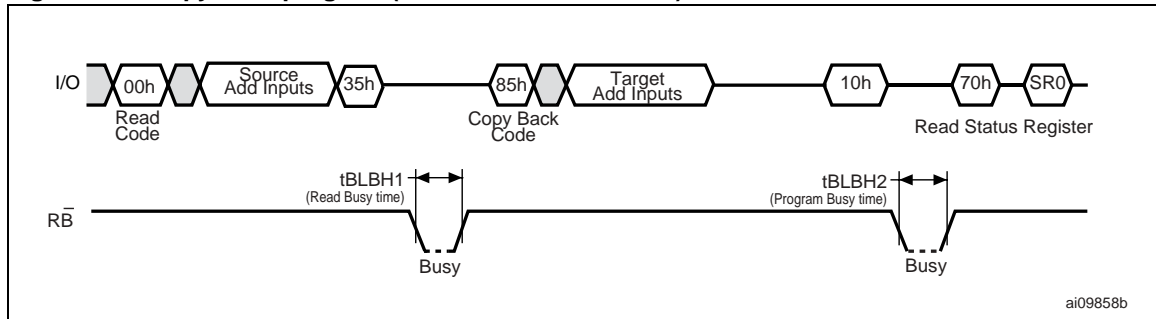 I/O
00h
Source
Add Inputs
35h
85h
Target
Add Inputs
10h
70h
SR0
Read
Code
Copy Back
Code
Read Status Register
tBLBH1
(Read Busy time)
tBLBH2
(Program Busy time)
RB̅
Busy
Busy
ai09858b